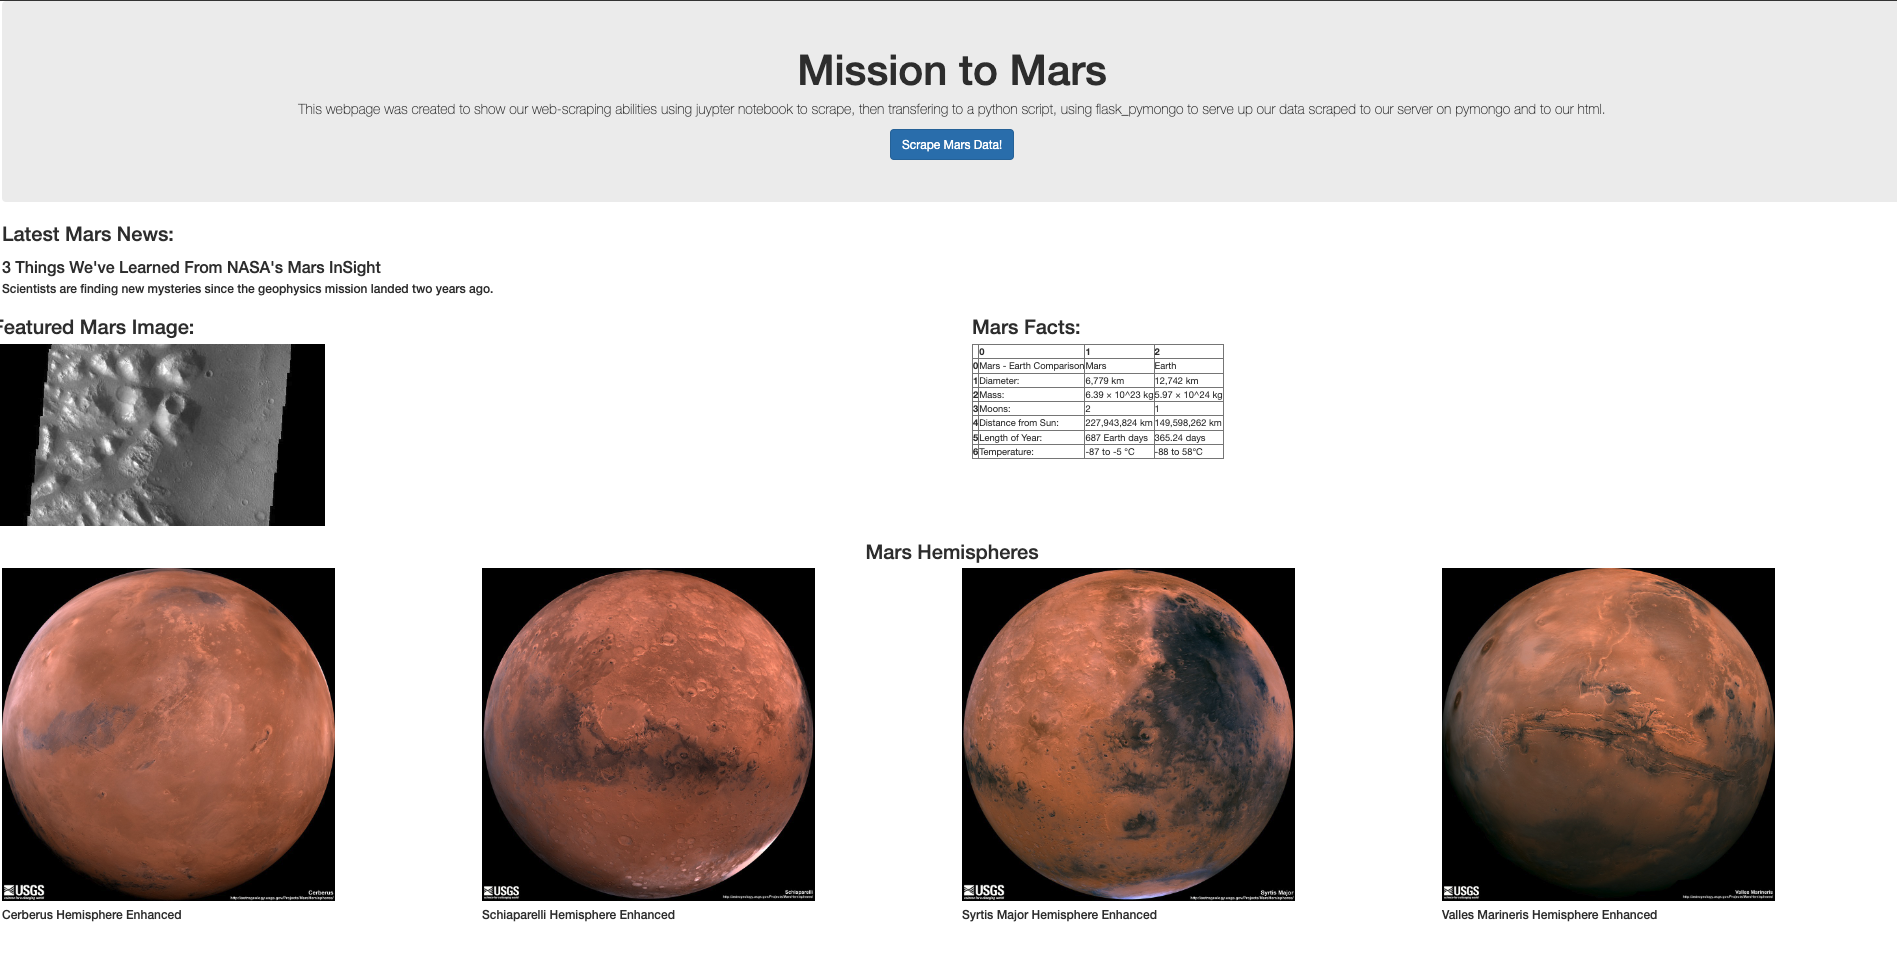 Mission to Mars
This webpage was created to show our web-scraping abilities using juypter notebook to scrape, then transfering to a python script, using flask_pymongo to serve up our data scraped to our server on pymongo and to our html.
Scrape Mars Data!
Latest Mars News:
3 Things We've Learned From NASA's Mars InSight
Scientists are finding new mysteries since the geophysics mission landed two years ago.
Featured Mars Image:
Mars Facts:
0 1 2
0 Mars - Earth Comparison Mars Earth
1 Diameter: 6,779 km 12,742 km
2 Mass: 6.39 × 10^23 kg 5.97 × 10^24 kg
3 Moons: 2 1
4 Distance from Sun: 227,943,824 km 149,598,262 km
5 Length of Year: 687 Earth days 365.24 days
6 Temperature: -87 to -5 °C -88 to 58°C
Mars Hemispheres
USGS
Cerberus
Cerberus Hemisphere Enhanced
USGS
Schiaparelli
Schiaparelli Hemisphere Enhanced
USGS
Syrtis Major
Syrtis Major Hemisphere Enhanced
USGS
Valles Marineris
Valles Marineris Hemisphere Enhanced